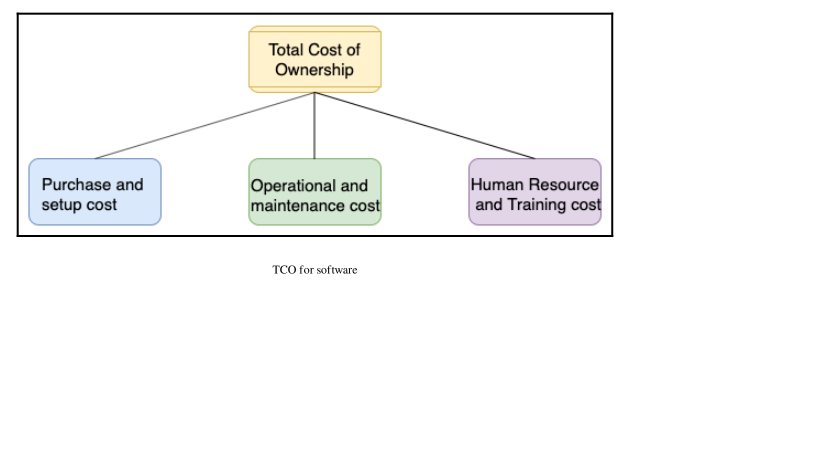 Total Cost of
Ownership
Purchase and
setup cost
Operational and
maintenance cost
Human Resource
and Training cost
TCO for software